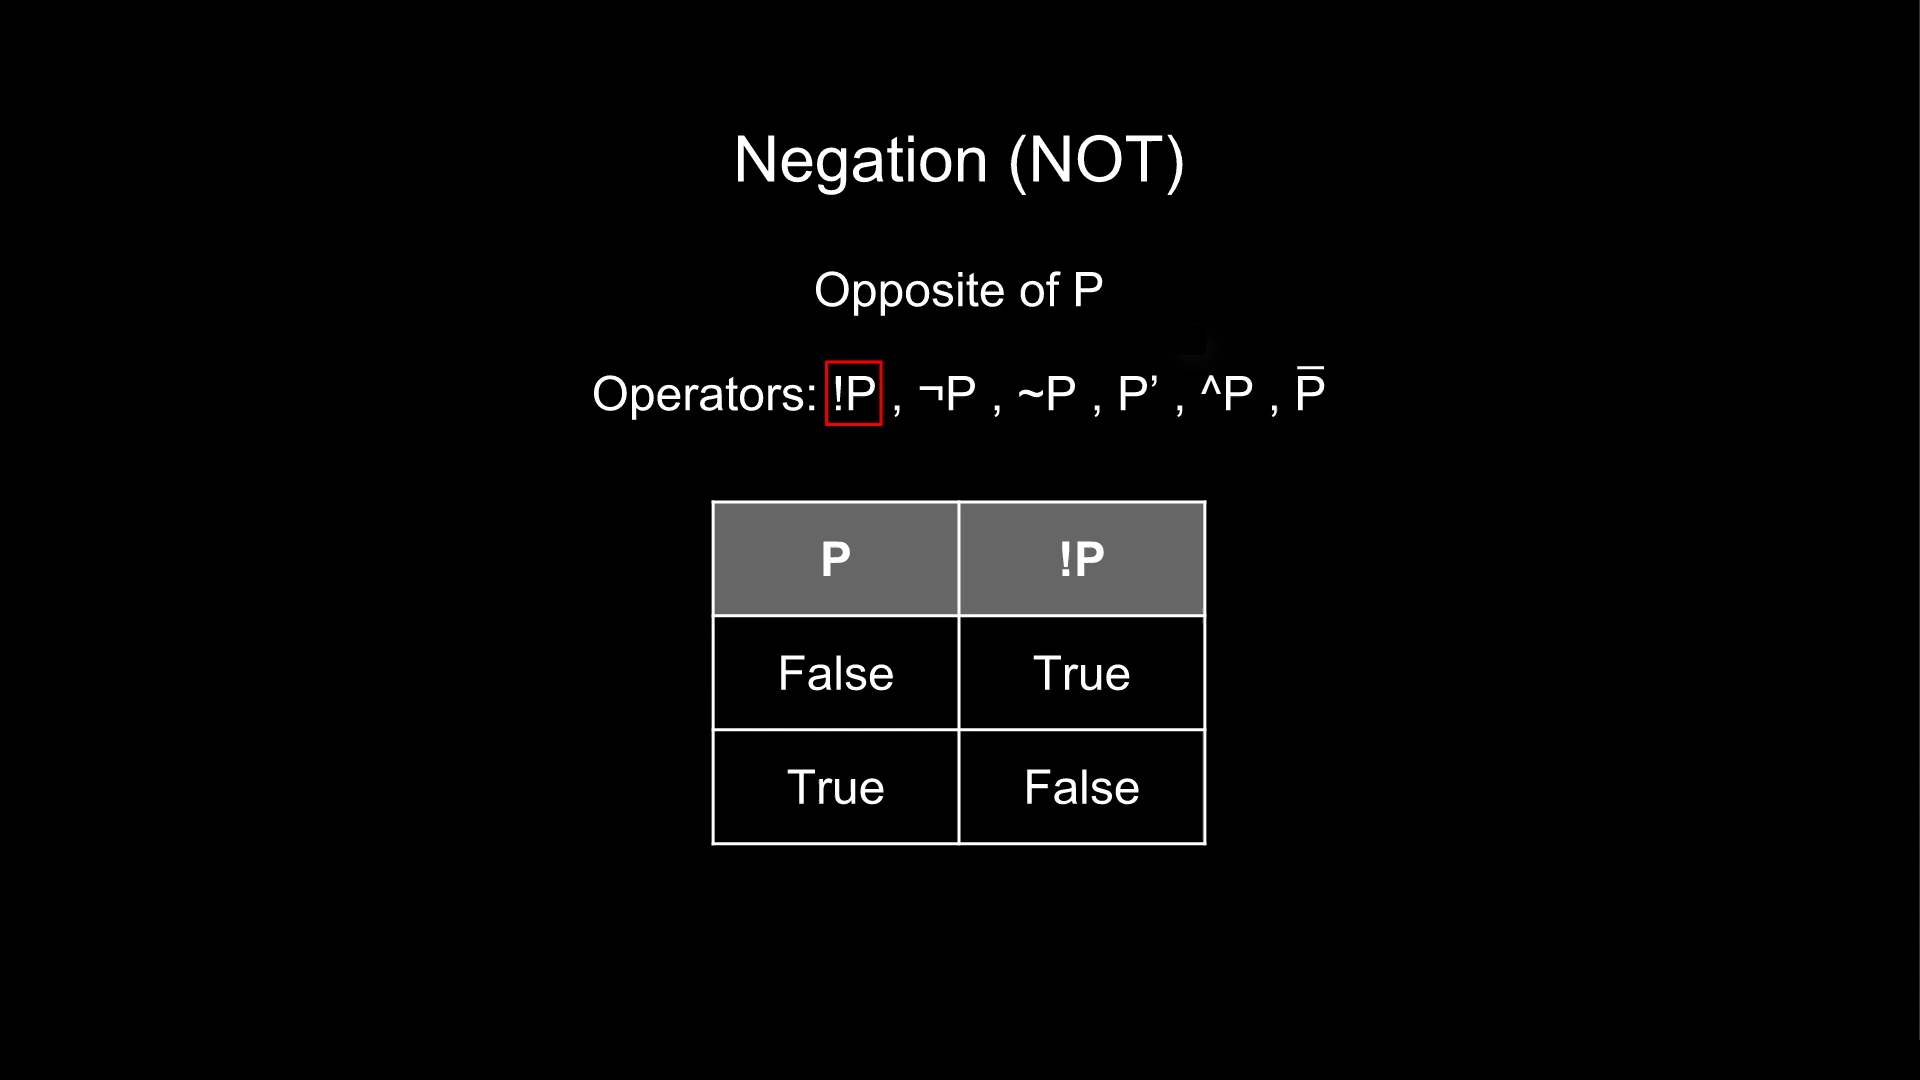 Negation (NOT)
Opposite of P
Operators: !P , ¬P , ~P , P’ , ^P , P̅
P !P
False True
True False